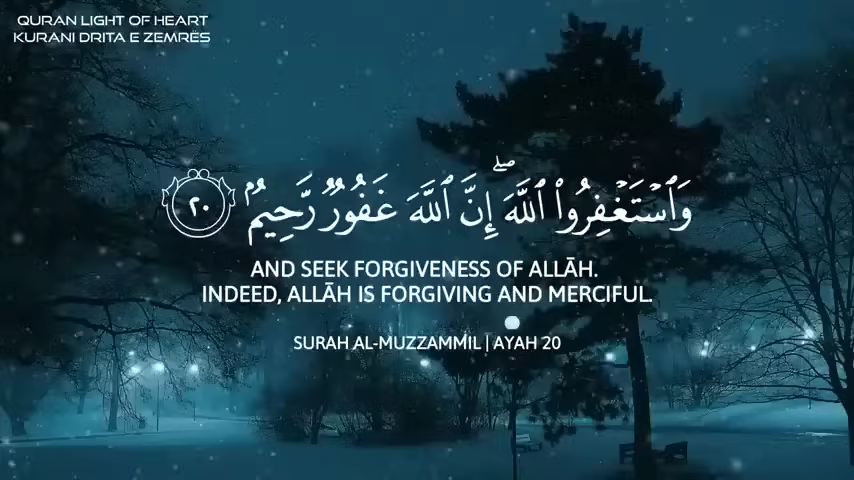 QURAN LIGHT OF HEART
KURANI DRITA E ZEMRËS
وَٱسْتَغْفِرُوا۟ ٱللَّهَ ۖ إِنَّ ٱللَّهَ غَفُورٌ رَّحِيمٌۢ ٢٠
AND SEEK FORGIVENESS OF ALLĀH.
INDEED, ALLĀH IS FORGIVING AND MERCIFUL.
SURAH AL-MUZZAMMIL | AYAH 20